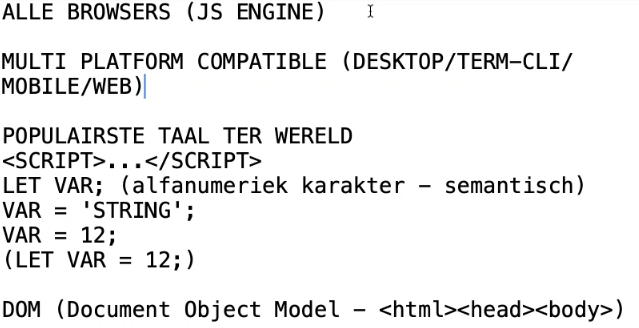 ALLE BROWSERS (JS ENGINE)
MULTI PLATFORM COMPATIBLE (DESKTOP/TERM-CLI/
MOBILE/WEB)
POPULAIRSTE TAAL TER WERELD
<SCRIPT>...</SCRIPT>
LET VAR; (alfanumeriek karakter - semantisch)
VAR = 'STRING';
VAR = 12;
(LET VAR = 12;)
DOM (Document Object Model - <html><head><body>)